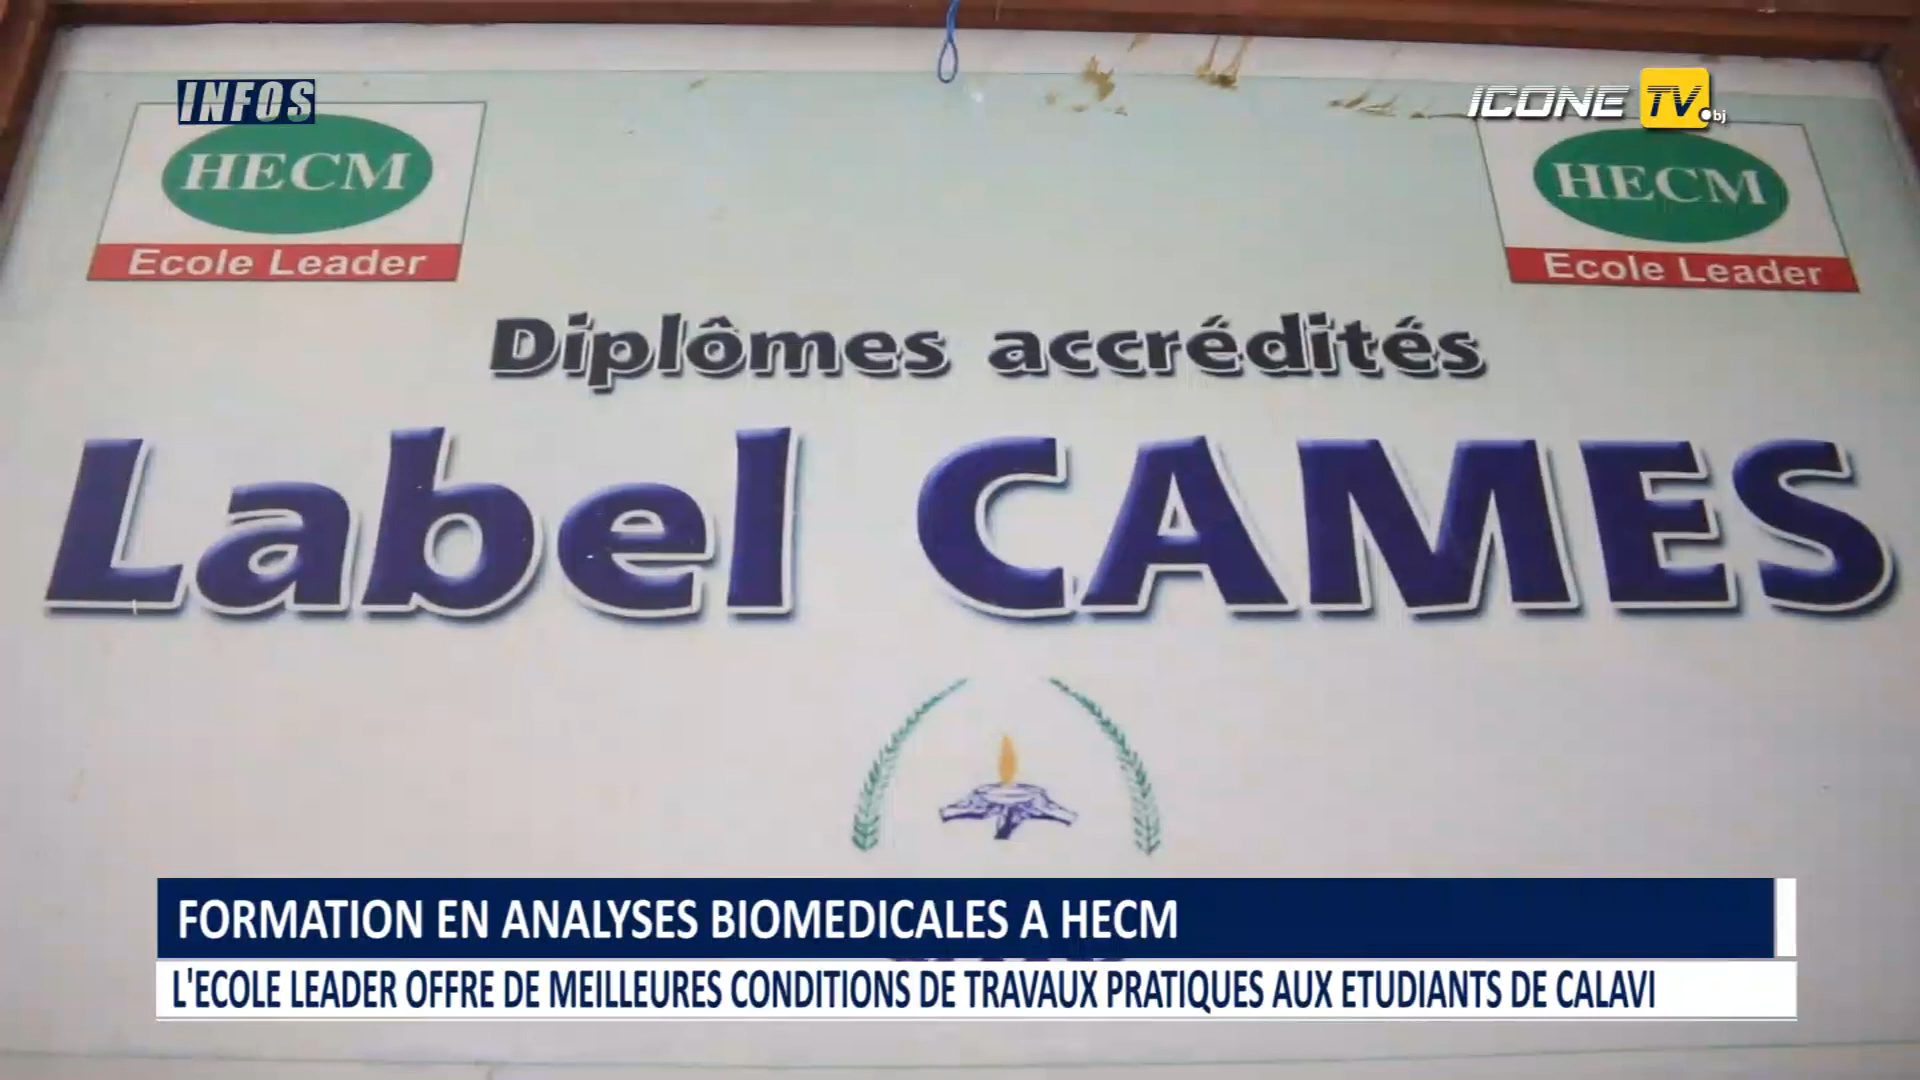 INFOS
ICONE TV.bj
HECM
Ecole Leader
HECM
Ecole Leader
Diplômes accrédités
Label CAMES
FORMATION EN ANALYSES BIOMEDICALES A HECM
L'ECOLE LEADER OFFRE DE MEILLEURES CONDITIONS DE TRAVAUX PRATIQUES AUX ETUDIANTS DE CALAVI